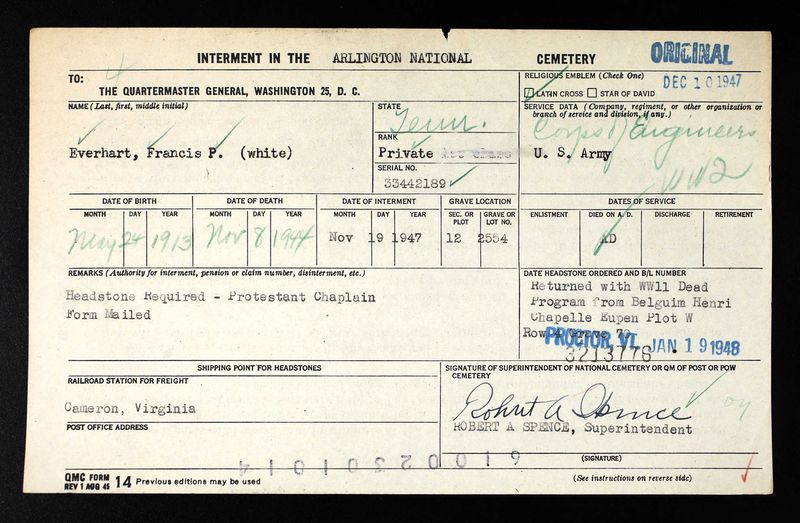 INTERMENT IN THE ARLINGTON NATIONAL CEMETERY
ORIGINAL
DEC 10 1947
TO:
THE QUARTERMASTER GENERAL, WASHINGTON 25, D. C.
RELIGIOUS EMBLEM (Check One)
LATIN CROSS STAR OF DAVID
NAME (Last, first, middle initial)
Everhart, Francis P. (white)
STATE
Tenn.
RANK
Private 1st class
SERIAL NO.
33442189
SERVICE DATA (Company, regiment, or other organization or branch of service and division, if any.)
Corps of Engineers
U. S. Army
WW2
DATE OF BIRTH
MONTH DAY YEAR
May 24 1913
DATE OF DEATH
MONTH DAY YEAR
Nov 8 1944
DATE OF INTERMENT
MONTH DAY YEAR
Nov 19 1947
GRAVE LOCATION
SEC. OR PLOT GRAVE OR LOT NO.
12 2554
DATES OF SERVICE
ENLISTMENT DIED ON A. D. DISCHARGE RETIREMENT
AD
REMARKS (Authority for interment, pension or claim number, disinterment, etc.)
Headstone Required - Protestant Chaplain
Form Mailed
DATE HEADSTONE ORDERED AND B/L NUMBER
Returned with WWll Dead
Program from Belguim Henri
Chapelle Eupen Plot W
Row 4 Grave 70
PROCTOR, VT. JAN 19 1948
3213776
SHIPPING POINT FOR HEADSTONES
RAILROAD STATION FOR FREIGHT
Cameron, Virginia
POST OFFICE ADDRESS
SIGNATURE OF SUPERINTENDENT OF NATIONAL CEMETERY OR QM OF POST OR POW CEMETERY
Robert A Spence
ROBERT A SPENCE, Superintendent
(SIGNATURE)
QMC FORM
REV 1 AUG 45 14 Previous editions may be used
(See instructions on reverse side)